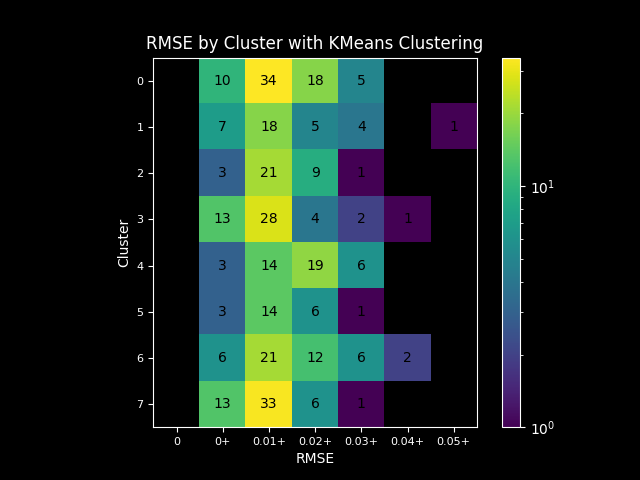 RMSE by Cluster with KMeans Clustering
0 10 34 18 5
1 7 18 5 4 1
2 3 21 9 1
3 13 28 4 2 1
4 3 14 19 6
5 3 14 6 1
6 6 21 12 6 2
7 13 33 6 1
0 0+ 0.01+ 0.02+ 0.03+ 0.04+ 0.05+
RMSE
Cluster
10¹
10⁰